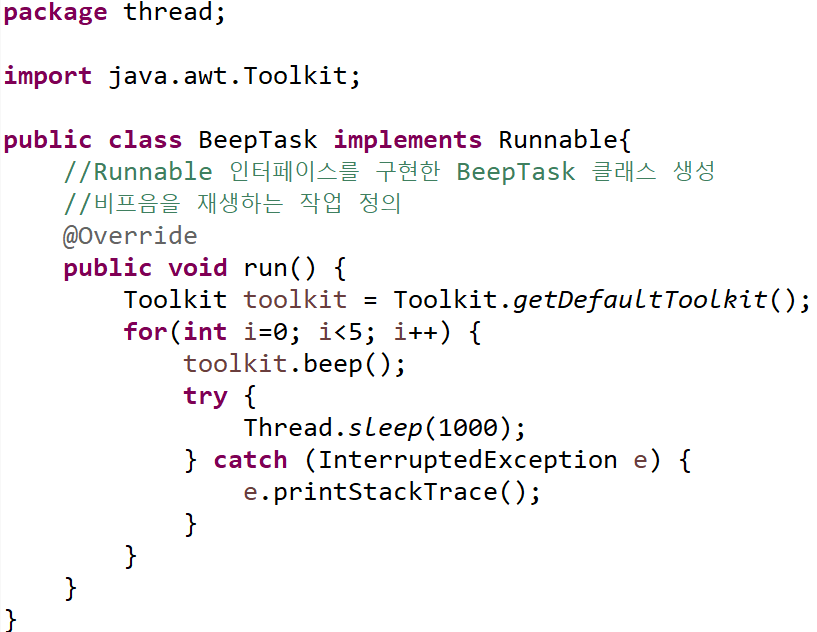 package thread;
import java.awt.Toolkit;
public class BeepTask implements Runnable{
//Runnable 인터페이스를 구현한 BeepTask 클래스 생성
//비프음을 재생하는 작업 정의
@Override
public void run() {
Toolkit toolkit = Toolkit.getDefaultToolkit();
for(int i=0; i<5; i++) {
toolkit.beep();
try {
Thread.sleep(1000);
} catch (InterruptedException e) {
e.printStackTrace();
}
}
}
}